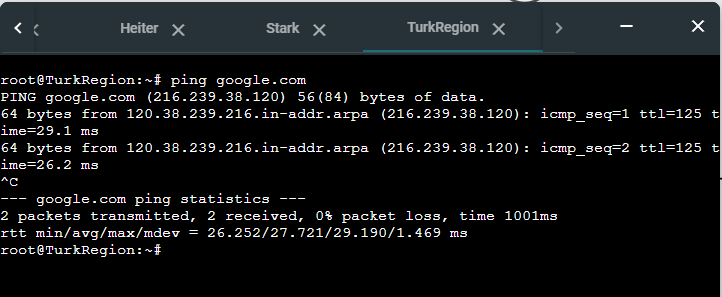 Heiter Stark TurkRegion
root@TurkRegion:~# ping google.com
PING google.com (216.239.38.120) 56(84) bytes of data.
64 bytes from 120.38.239.216.in-addr.arpa (216.239.38.120): icmp_seq=1 ttl=125 t
ime=29.1 ms
64 bytes from 120.38.239.216.in-addr.arpa (216.239.38.120): icmp_seq=2 ttl=125 t
ime=26.2 ms
^C
--- google.com ping statistics ---
2 packets transmitted, 2 received, 0% packet loss, time 1001ms
rtt min/avg/max/mdev = 26.252/27.721/29.190/1.469 ms
root@TurkRegion:~#